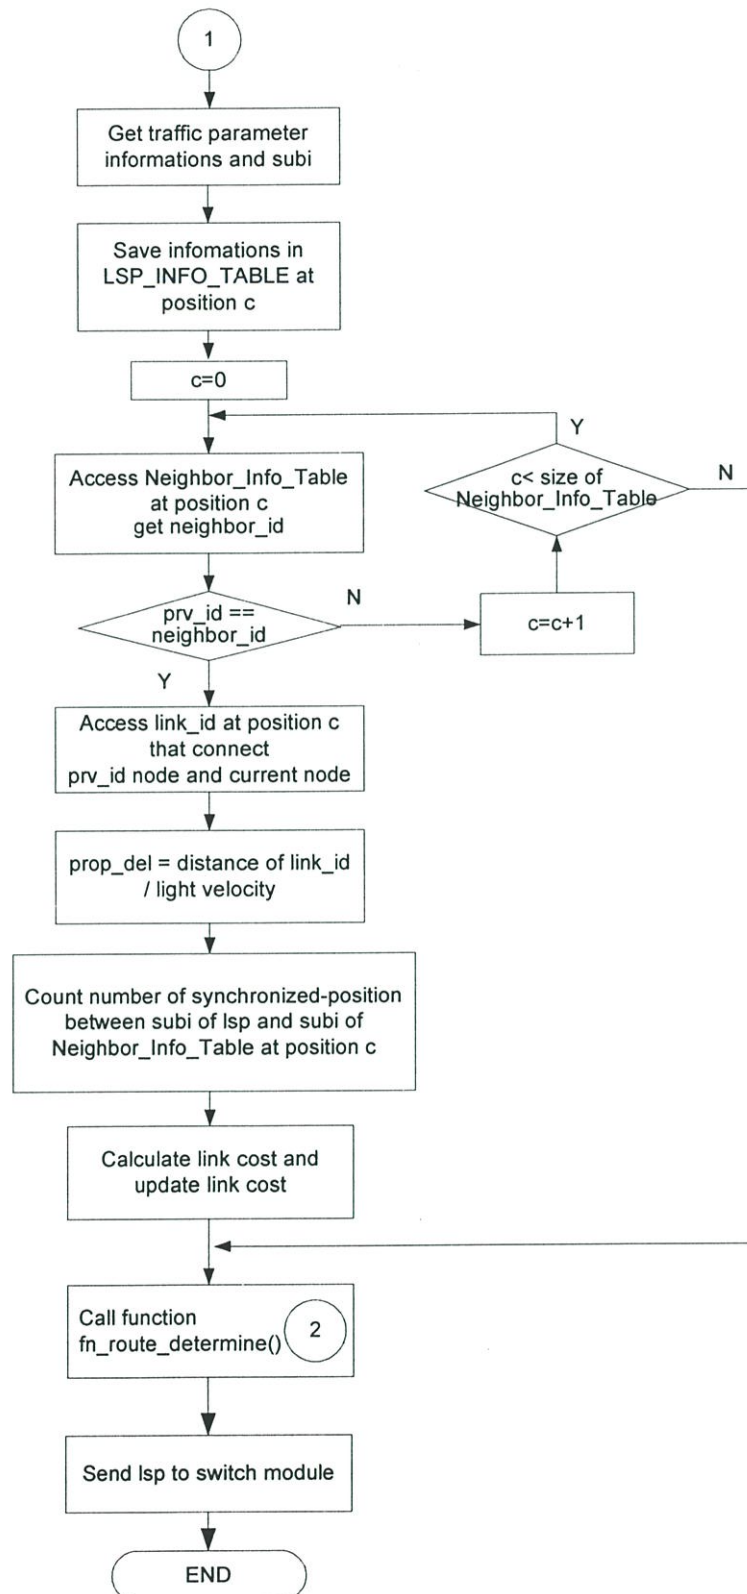 1
Get traffic parameter
informations and subi
Save infomations in
LSP_INFO_TABLE at
position c
c=0
Y
Access Neighbor_Info_Table
at position c
get neighbor_id
c< size of
Neighbor_Info_Table
N
prv_id ==
neighbor_id
N
c=c+1
Y
Access link_id at position c
that connect
prv_id node and current node
prop_del = distance of link_id
/ light velocity
Count number of synchronized-position
between subi of lsp and subi of
Neighbor_Info_Table at position c
Calculate link cost and
update link cost
Call function
fn_route_determine()
2
Send lsp to switch module
END